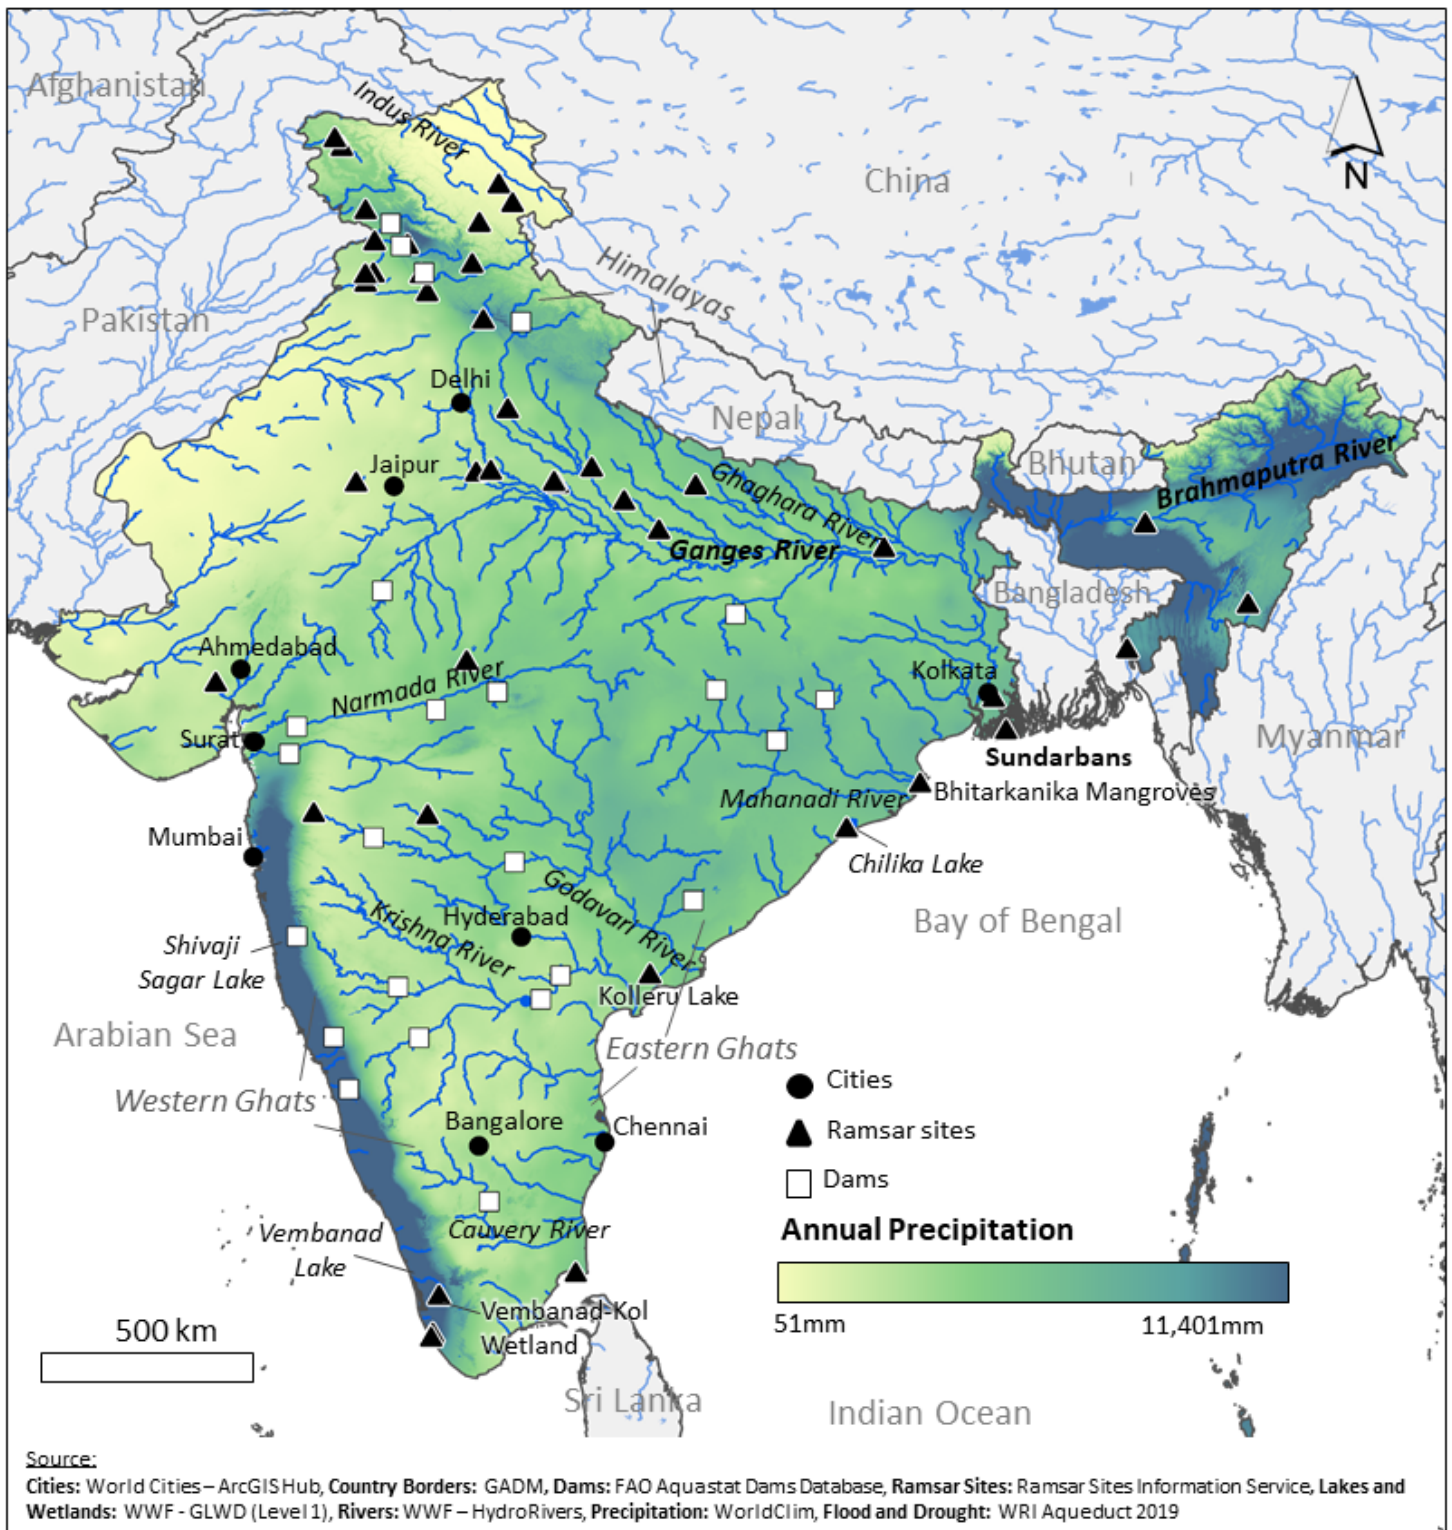 Afghanistan
Indus River
China
N
Himalayas
Pakistan
Delhi
Nepal
Jaipur
Ghaghara River
Bhutan
Brahmaputra River
Ganges River
Bangladesh
Ahmedabad
Narmada River
Kolkata
Surat
Myanmar
Sundarbans
Mahanadi River
Bhitarkanika Mangroves
Mumbai
Chilika Lake
Godavari River
Krishna River
Hyderabad
Bay of Bengal
Shivaji
Sagar Lake
Kolleru Lake
Arabian Sea
Eastern Ghats
Western Ghats
Cities
Bangalore
Chennai
Ramsar sites
Dams
Annual Precipitation
Cauvery River
Vembanad
Lake
51mm
11,401mm
Vembanad-Kol
Wetland
500 km
Sri Lanka
Indian Ocean
Source:
Cities: World Cities – ArcGIS Hub, Country Borders: GADM, Dams: FAO Aquastat Dams Database, Ramsar Sites: Ramsar Sites Information Service, Lakes and
Wetlands: WWF - GLWD (Level 1), Rivers: WWF – HydroRivers, Precipitation: WorldClim, Flood and Drought: WRI Aqueduct 2019